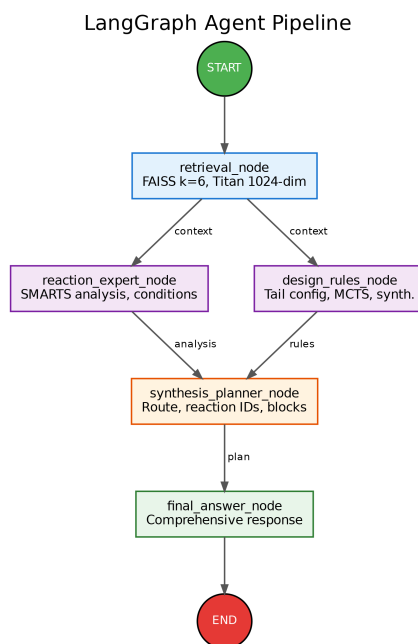 LangGraph Agent Pipeline
START
retrieval_node
FAISS k=6, Titan 1024-dim
context
context
reaction_expert_node
SMARTS analysis, conditions
design_rules_node
Tail config, MCTS, synth.
analysis
rules
synthesis_planner_node
Route, reaction IDs, blocks
plan
final_answer_node
Comprehensive response
END